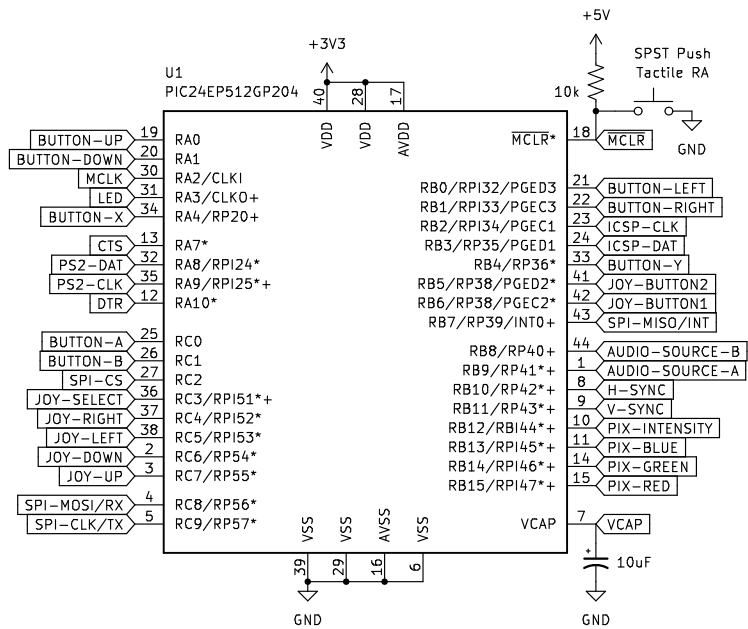 +5V
+3V3
SPST Push
Tactile RA
U1
PIC24EP512GP204
10k
40 28 17
VDD VDD AVDD
GND
BUTTON-UP 19 RA0
MCLR* 18 MCLR
BUTTON-DOWN 20 RA1
MCLK 30 RA2/CLKI
RB0/RPI32/PGED3 21 BUTTON-LEFT
LED 31 RA3/CLKO+
RB1/RPI33/PGEC3 22 BUTTON-RIGHT
BUTTON-X 34 RA4/RP20+
RB2/RPI34/PGEC1 23 ICSP-CLK
CTS 13 RA7*
RB3/RP35/PGED1 24 ICSP-DAT
PS2-DAT 32 RA8/RPI24*
RB4/RP36* 33 BUTTON-Y
PS2-CLK 35 RA9/RPI25*+
RB5/RP38/PGED2* 41 JOY-BUTTON2
DTR 12 RA10*
RB6/RP38/PGEC2* 42 JOY-BUTTON1
RB7/RP39/INT0+ 43 SPI-MISO/INT
BUTTON-A 25 RC0
RB8/RP40+ 44 AUDIO-SOURCE-B
BUTTON-B 26 RC1
RB9/RP41*+ 1 AUDIO-SOURCE-A
SPI-CS 27 RC2
RB10/RP42*+ 8 H-SYNC
JOY-SELECT 36 RC3/RPI51*+
RB11/RP43*+ 9 V-SYNC
JOY-RIGHT 37 RC4/RPI52*
RB12/RBI44*+ 10 PIX-INTENSITY
JOY-LEFT 38 RC5/RPI53*
RB13/RPI45*+ 11 PIX-BLUE
JOY-DOWN 2 RC6/RP54*
RB14/RPI46*+ 14 PIX-GREEN
JOY-UP 3 RC7/RP55*
RB15/RPI47*+ 15 PIX-RED
SPI-MOSI/RX 4 RC8/RP56*
SPI-CLK/TX 5 RC9/RP57*
VCAP 7 VCAP
VSS VSS AVSS VSS
39 29 16 6
+
10uF
GND
GND